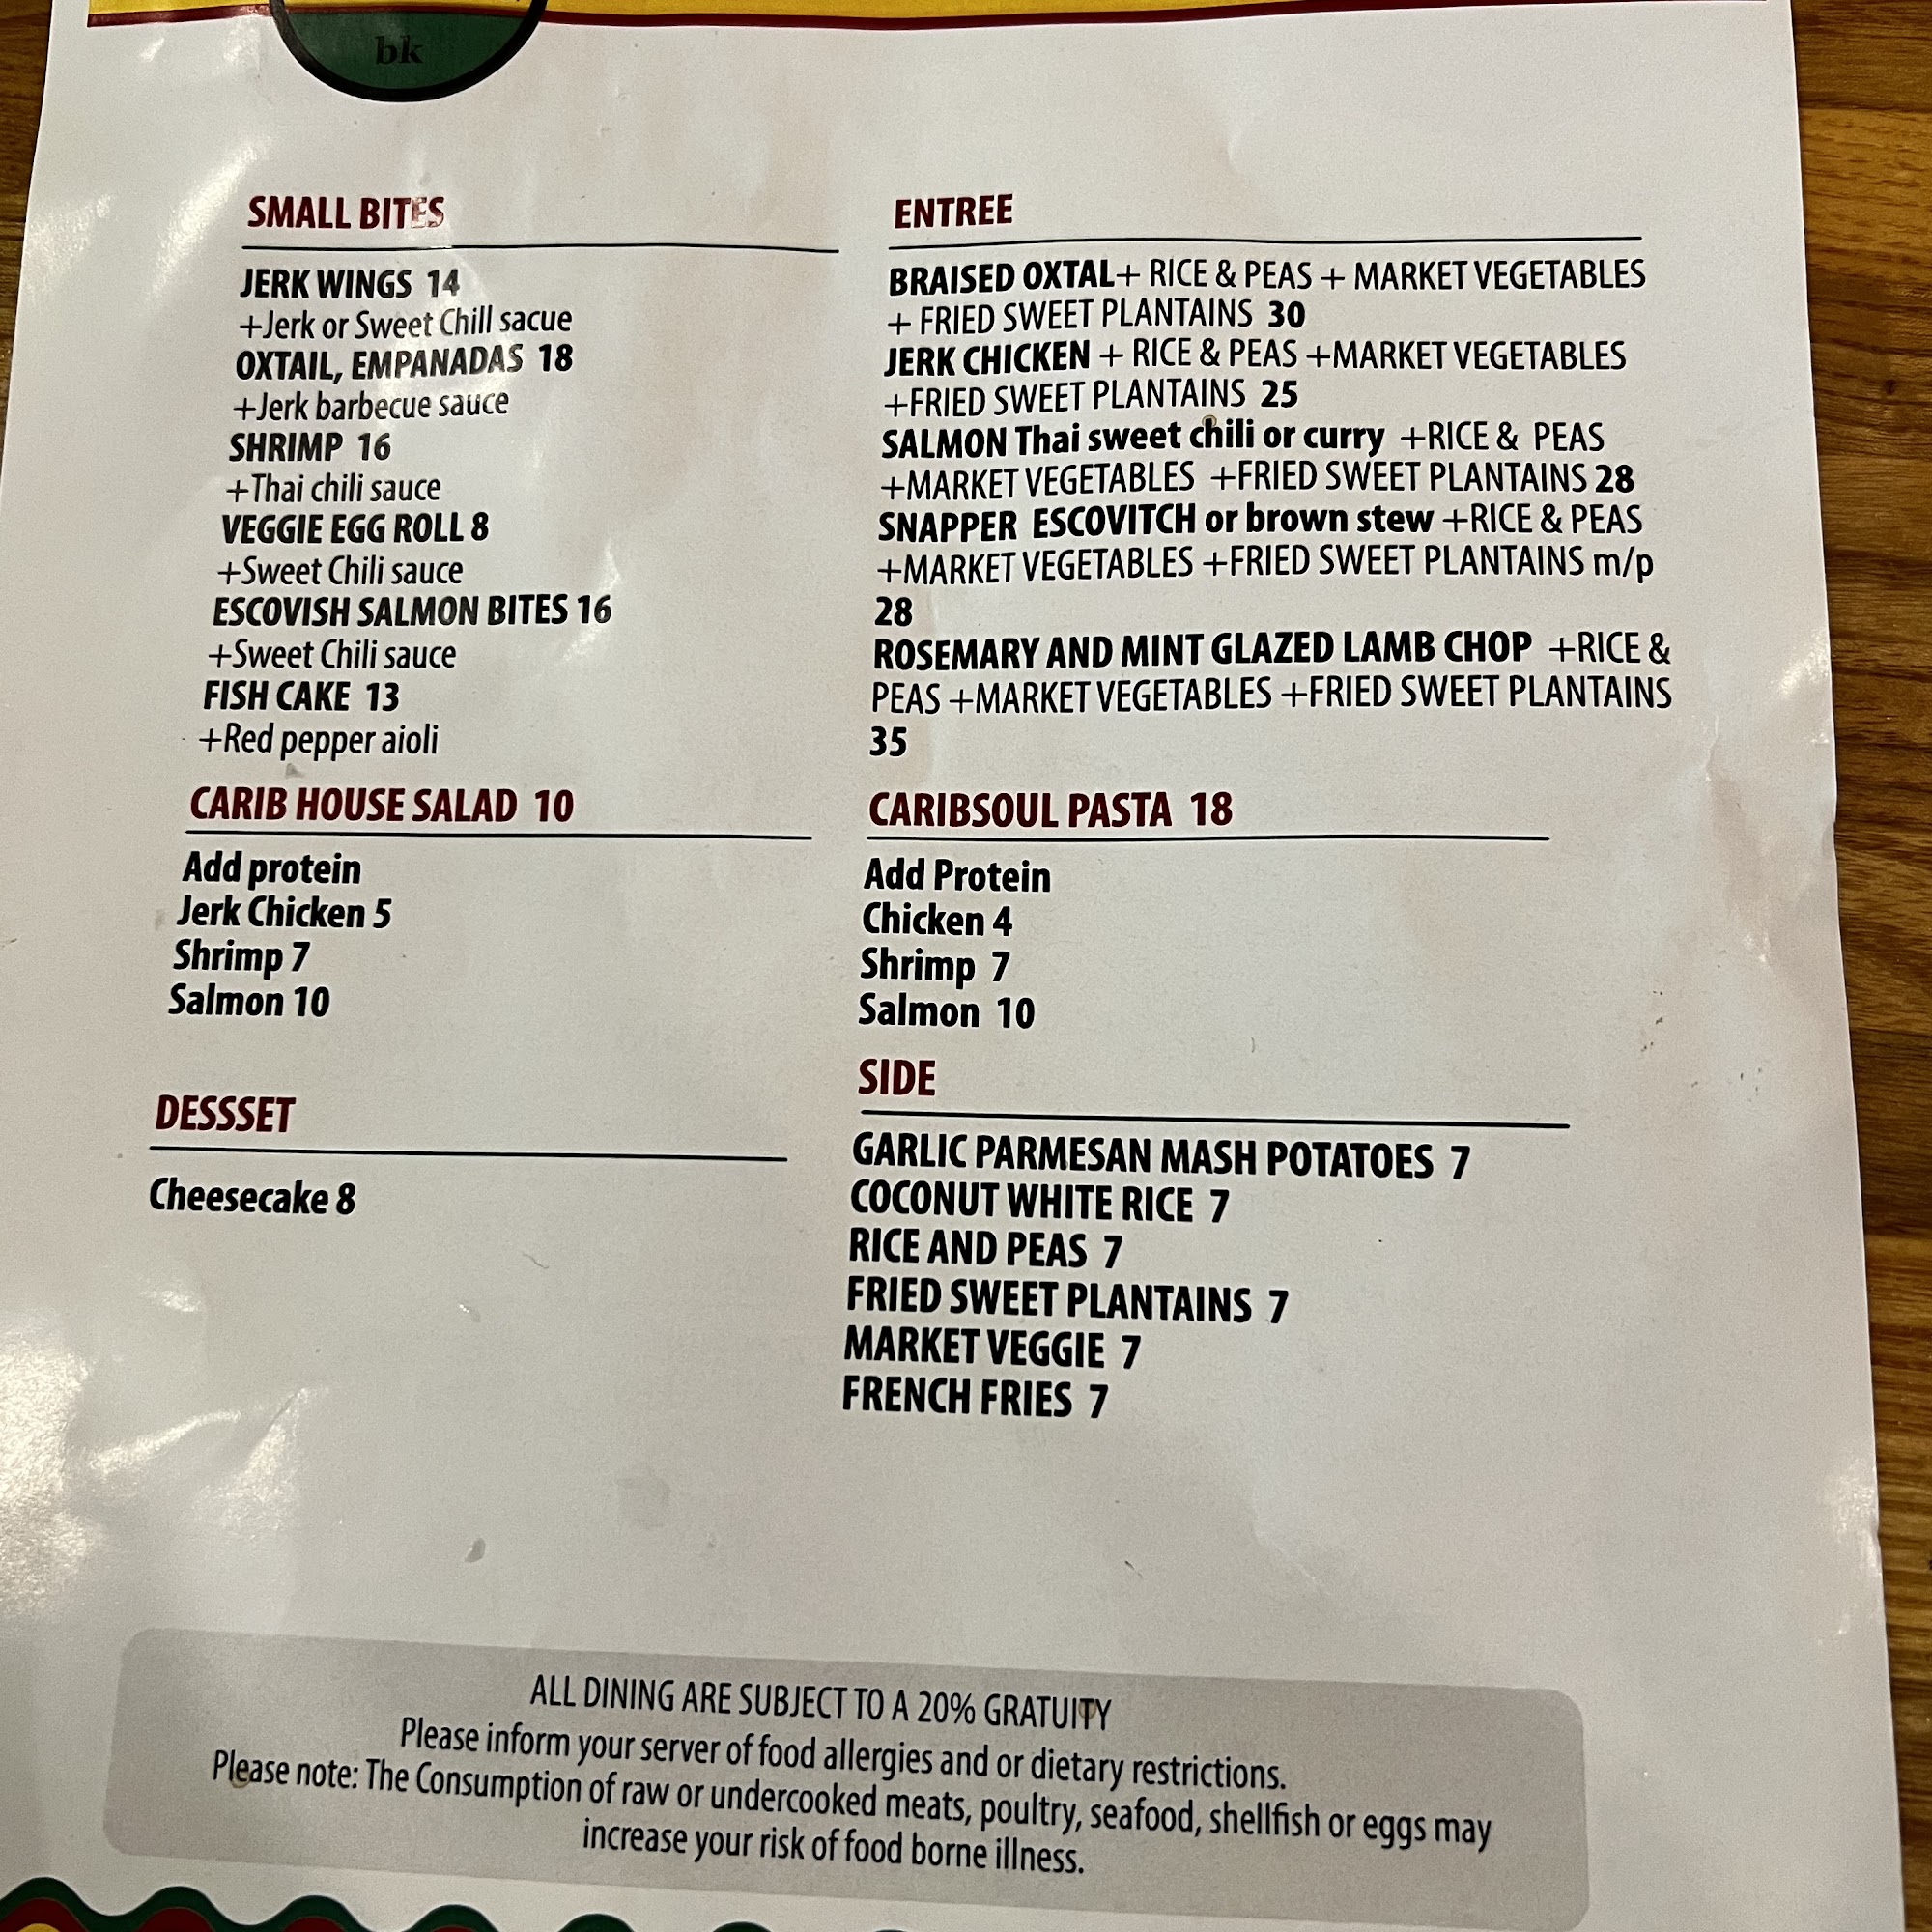 bk
SMALL BITES
JERK WINGS 14
+Jerk or Sweet Chill sacue
OXTAIL, EMPANADAS 18
+Jerk barbecue sauce
SHRIMP 16
+Thai chili sauce
VEGGIE EGG ROLL 8
+Sweet Chili sauce
ESCOVISH SALMON BITES 16
+Sweet Chili sauce
FISH CAKE 13
+Red pepper aioli
CARIB HOUSE SALAD 10
Add protein
Jerk Chicken 5
Shrimp 7
Salmon 10
DESSSET
Cheesecake 8
ENTREE
BRAISED OXTAL+ RICE & PEAS + MARKET VEGETABLES
+ FRIED SWEET PLANTAINS 30
JERK CHICKEN + RICE & PEAS +MARKET VEGETABLES
+FRIED SWEET PLANTAINS 25
SALMON Thai sweet chili or curry +RICE & PEAS
+MARKET VEGETABLES +FRIED SWEET PLANTAINS 28
SNAPPER ESCOVITCH or brown stew +RICE & PEAS
+MARKET VEGETABLES +FRIED SWEET PLANTAINS m/p
28
ROSEMARY AND MINT GLAZED LAMB CHOP +RICE &
PEAS +MARKET VEGETABLES +FRIED SWEET PLANTAINS
35
CARIBSOUL PASTA 18
Add Protein
Chicken 4
Shrimp 7
Salmon 10
SIDE
GARLIC PARMESAN MASH POTATOES 7
COCONUT WHITE RICE 7
RICE AND PEAS 7
FRIED SWEET PLANTAINS 7
MARKET VEGGIE 7
FRENCH FRIES 7
ALL DINING ARE SUBJECT TO A 20% GRATUITY
Please inform your server of food allergies and or dietary restrictions.
Please note: The Consumption of raw or undercooked meats, poultry, seafood, shellfish or eggs may
increase your risk of food borne illness.